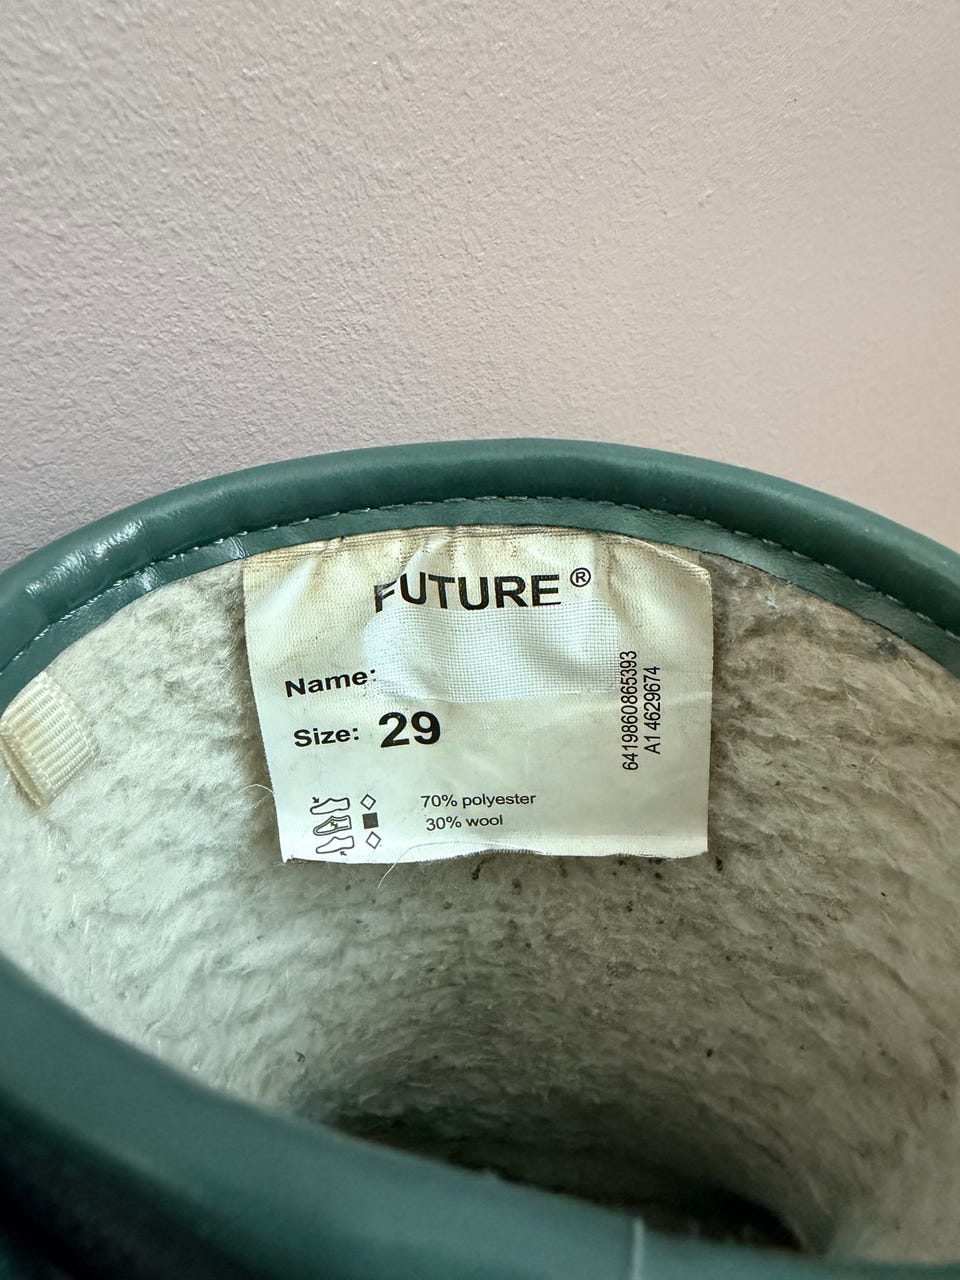 FUTURE®
Name:
Size: 29
70% polyester
30% wool
6419860865393
A1 4629674